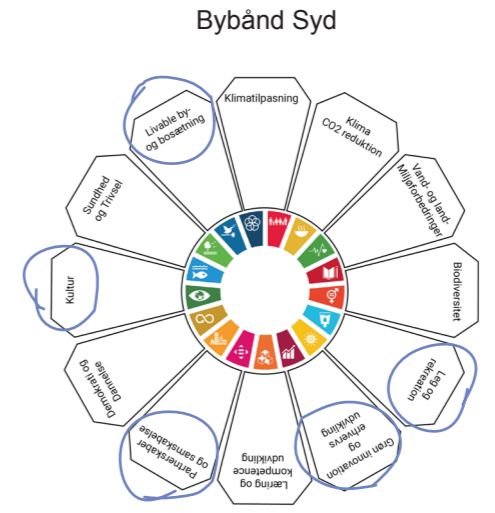 Bybånd Syd
Klimatilpasning
Klima
CO2 reduktion
Vand- og land-
Miljøforbedringer
Biodiversitet
Leg og
rekreation
Grøn innovation
og
erhvervs
udvikling
Læring og
kompetence
udvikling
Partnerskaber
og samskabelse
Demokrati og
Dannelse
Kultur
Sundhed
og Trivsel
Livable by-
og bosætning